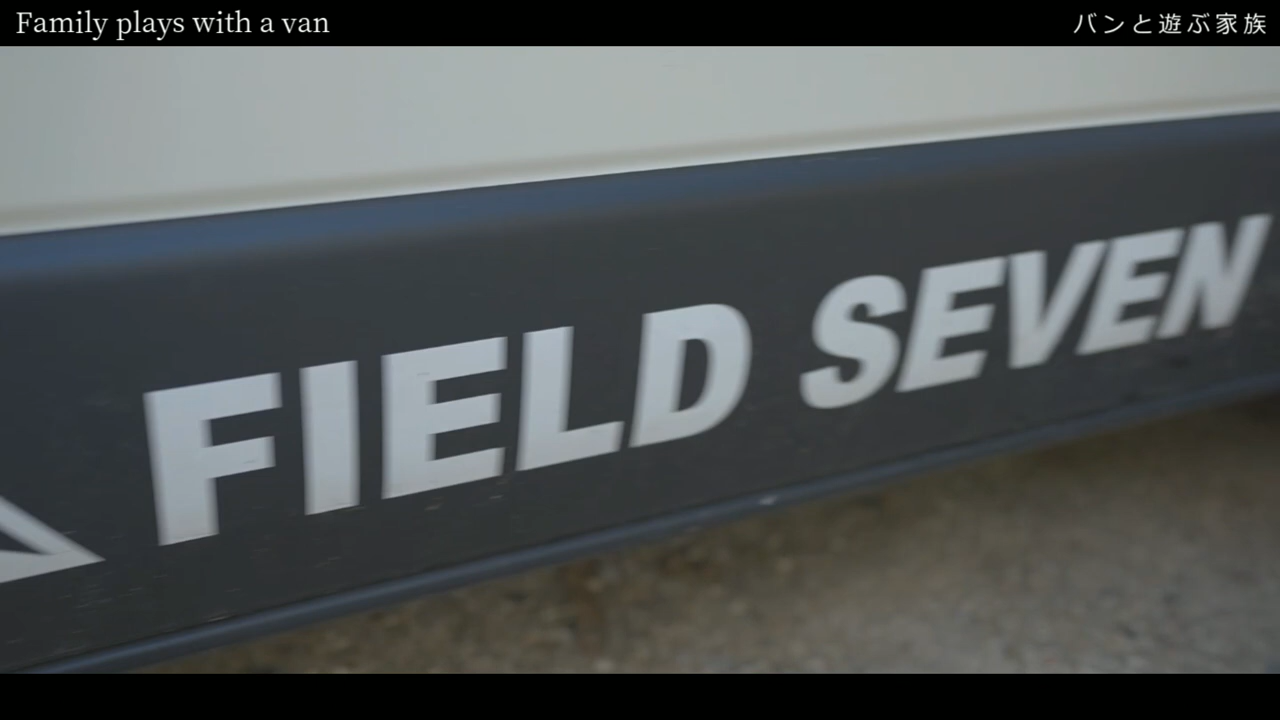 Family plays with a van
バンと遊ぶ家族
FIELD SEVEN